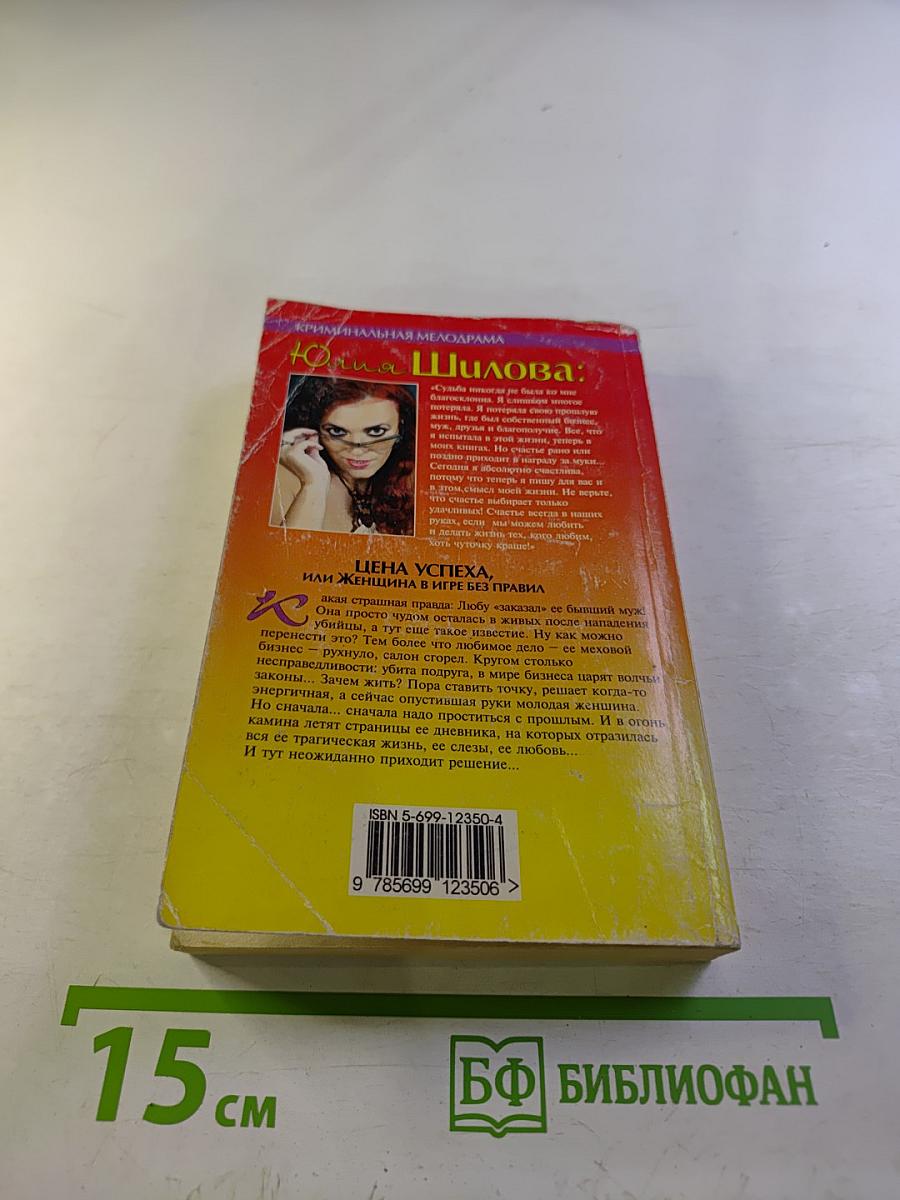 КРИМИНАЛЬНАЯ МЕЛОДРАМА
Юлия Шилова:
«Судьба никогда не была ко мне
благосклонна. Я слишком многое
потеряла. Я потеряла свою прошлую
жизнь, где был собственный бизнес,
муж, друзья и благополучие. Все, что
я испытала в этой жизни, теперь в
моих книгах. Но счастье рано или
поздно приходит в награду за муки...
Сегодня я абсолютно счастлива,
потому что теперь я пишу для вас и
в этом смысл моей жизни. Не верьте,
что счастье выбирает только
удачливых! Счастье всегда в наших
руках, если мы можем любить
и делать жизнь тех, кого любим,
хоть чуточку краше!»
ЦЕНА УСПЕХА,
ИЛИ ЖЕНЩИНА В ИГРЕ БЕЗ ПРАВИЛ
Какая страшная правда: Любу «заказал» ее бывший муж!
Она просто чудом осталась в живых после нападения
убийцы, а тут еще такое известие. Ну как можно
перенести это? Тем более что любимое дело – ее меховой
бизнес – рухнуло, салон сгорел. Кругом столько
несправедливости: убита подруга, в мире бизнеса царят волчьи
законы... Зачем жить? Пора ставить точку, решает когда-то
энергичная, а сейчас опустившая руки молодая женщина.
Но сначала... сначала надо проститься с прошлым. И в огонь
камина летят страницы ее дневника, на которых отразилась
вся ее трагическая жизнь, ее слезы, ее любовь...
И тут неожиданно приходит решение...
ISBN 5-699-12350-4
9 785699 123506 >
15 см
БФ БИБЛИОФАН